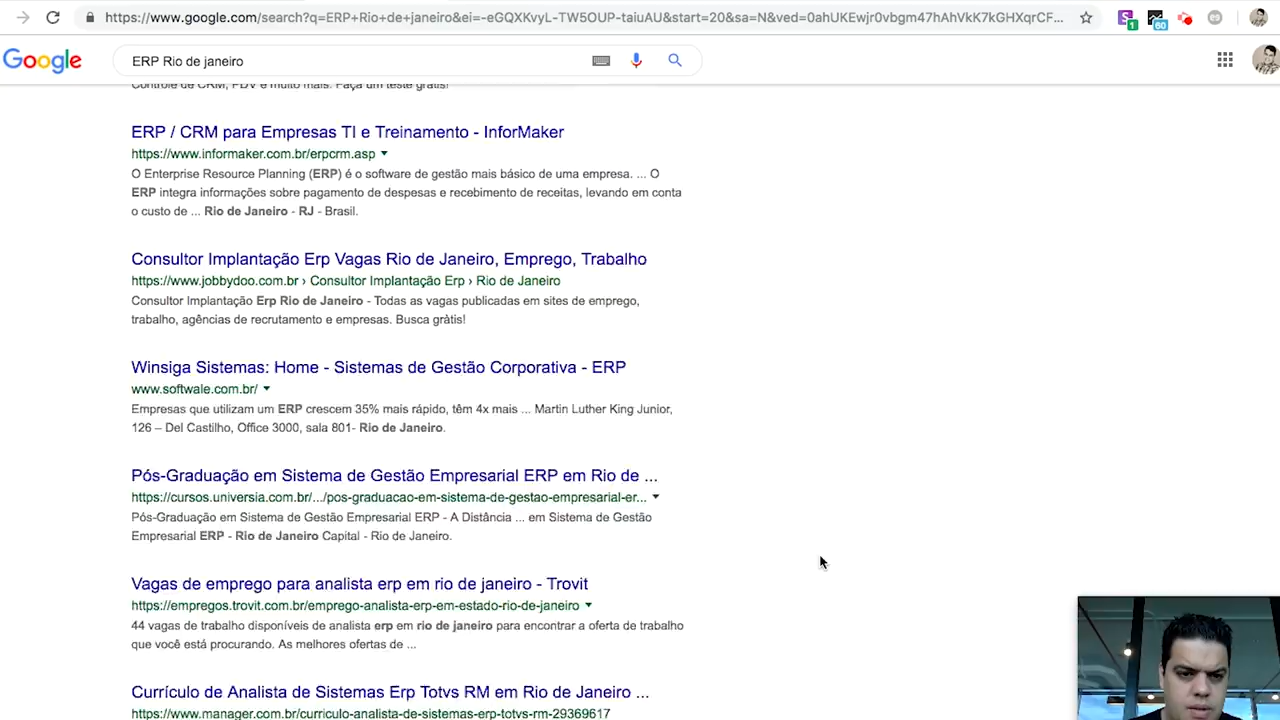 https://www.google.com/search?q=ERP+Rio+de+janeiro&ei=-eGQXKvyL-TW5OUP-taiuAU&start=20&sa=N&ved=0ahUKEwjr0vbgm47hAhVkK7kGHXqrCF...
1
60
Google
ERP Rio de janeiro
Controle de CRM, PDV e muito mais. Faça um teste grátis!
ERP / CRM para Empresas TI e Treinamento - InforMaker
https://www.informaker.com.br/erpcrm.asp
O Enterprise Resource Planning (ERP) é o software de gestão mais básico de uma empresa. ... O
ERP integra informações sobre pagamento de despesas e recebimento de receitas, levando em conta
o custo de ... Rio de Janeiro - RJ - Brasil.
Consultor Implantação Erp Vagas Rio de Janeiro, Emprego, Trabalho
https://www.jobbydoo.com.br › Consultor Implantação Erp › Rio de Janeiro
Consultor Implantação Erp Rio de Janeiro - Todas as vagas publicadas em sites de emprego,
trabalho, agências de recrutamento e empresas. Busca gràtis!
Winsiga Sistemas: Home - Sistemas de Gestão Corporativa - ERP
www.softwale.com.br/
Empresas que utilizam um ERP crescem 35% mais rápido, têm 4x mais ... Martin Luther King Junior,
126 – Del Castilho, Office 3000, sala 801- Rio de Janeiro.
Pós-Graduação em Sistema de Gestão Empresarial ERP em Rio de ...
https://cursos.universia.com.br/.../pos-graduacao-em-sistema-de-gestao-empresarial-er...
Pós-Graduação em Sistema de Gestão Empresarial ERP - A Distância ... em Sistema de Gestão
Empresarial ERP - Rio de Janeiro Capital - Rio de Janeiro.
Vagas de emprego para analista erp em rio de janeiro - Trovit
https://empregos.trovit.com.br/emprego-analista-erp-em-estado-rio-de-janeiro
44 vagas de trabalho disponíveis de analista erp em rio de janeiro para encontrar a oferta de trabalho
que você está procurando. As melhores ofertas de ...
Currículo de Analista de Sistemas Erp Totvs RM em Rio de Janeiro ...
https://www.manager.com.br/curriculo-analista-de-sistemas-erp-totvs-rm-29369617